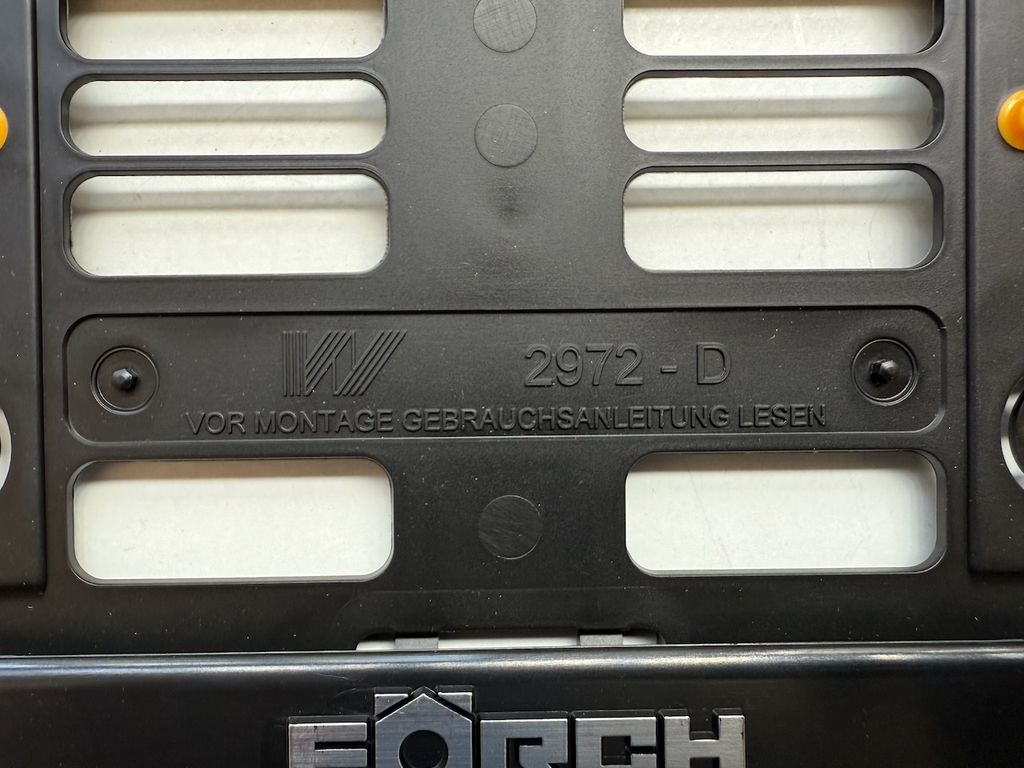 2972 - D
VOR MONTAGE GEBRAUCHSANLEITUNG LESEN
FÖRCH